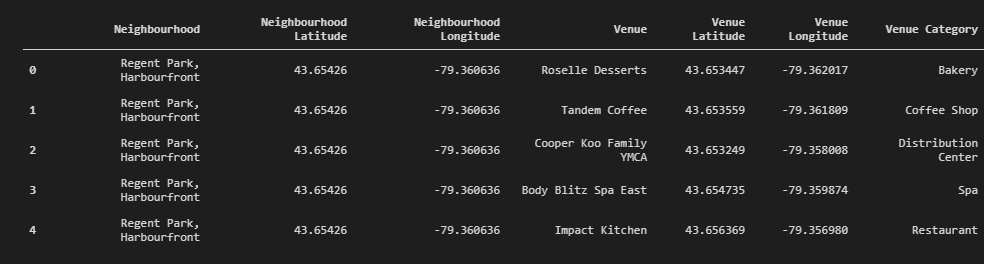 Neighbourhood Neighbourhood Latitude Neighbourhood Longitude Venue Venue Latitude Venue Longitude Venue Category
0 Regent Park, Harbourfront 43.65426 -79.360636 Roselle Desserts 43.653447 -79.362017 Bakery
1 Regent Park, Harbourfront 43.65426 -79.360636 Tandem Coffee 43.653559 -79.361809 Coffee Shop
2 Regent Park, Harbourfront 43.65426 -79.360636 Cooper Koo Family YMCA 43.653249 -79.358008 Distribution Center
3 Regent Park, Harbourfront 43.65426 -79.360636 Body Blitz Spa East 43.654735 -79.359874 Spa
4 Regent Park, Harbourfront 43.65426 -79.360636 Impact Kitchen 43.656369 -79.356980 Restaurant